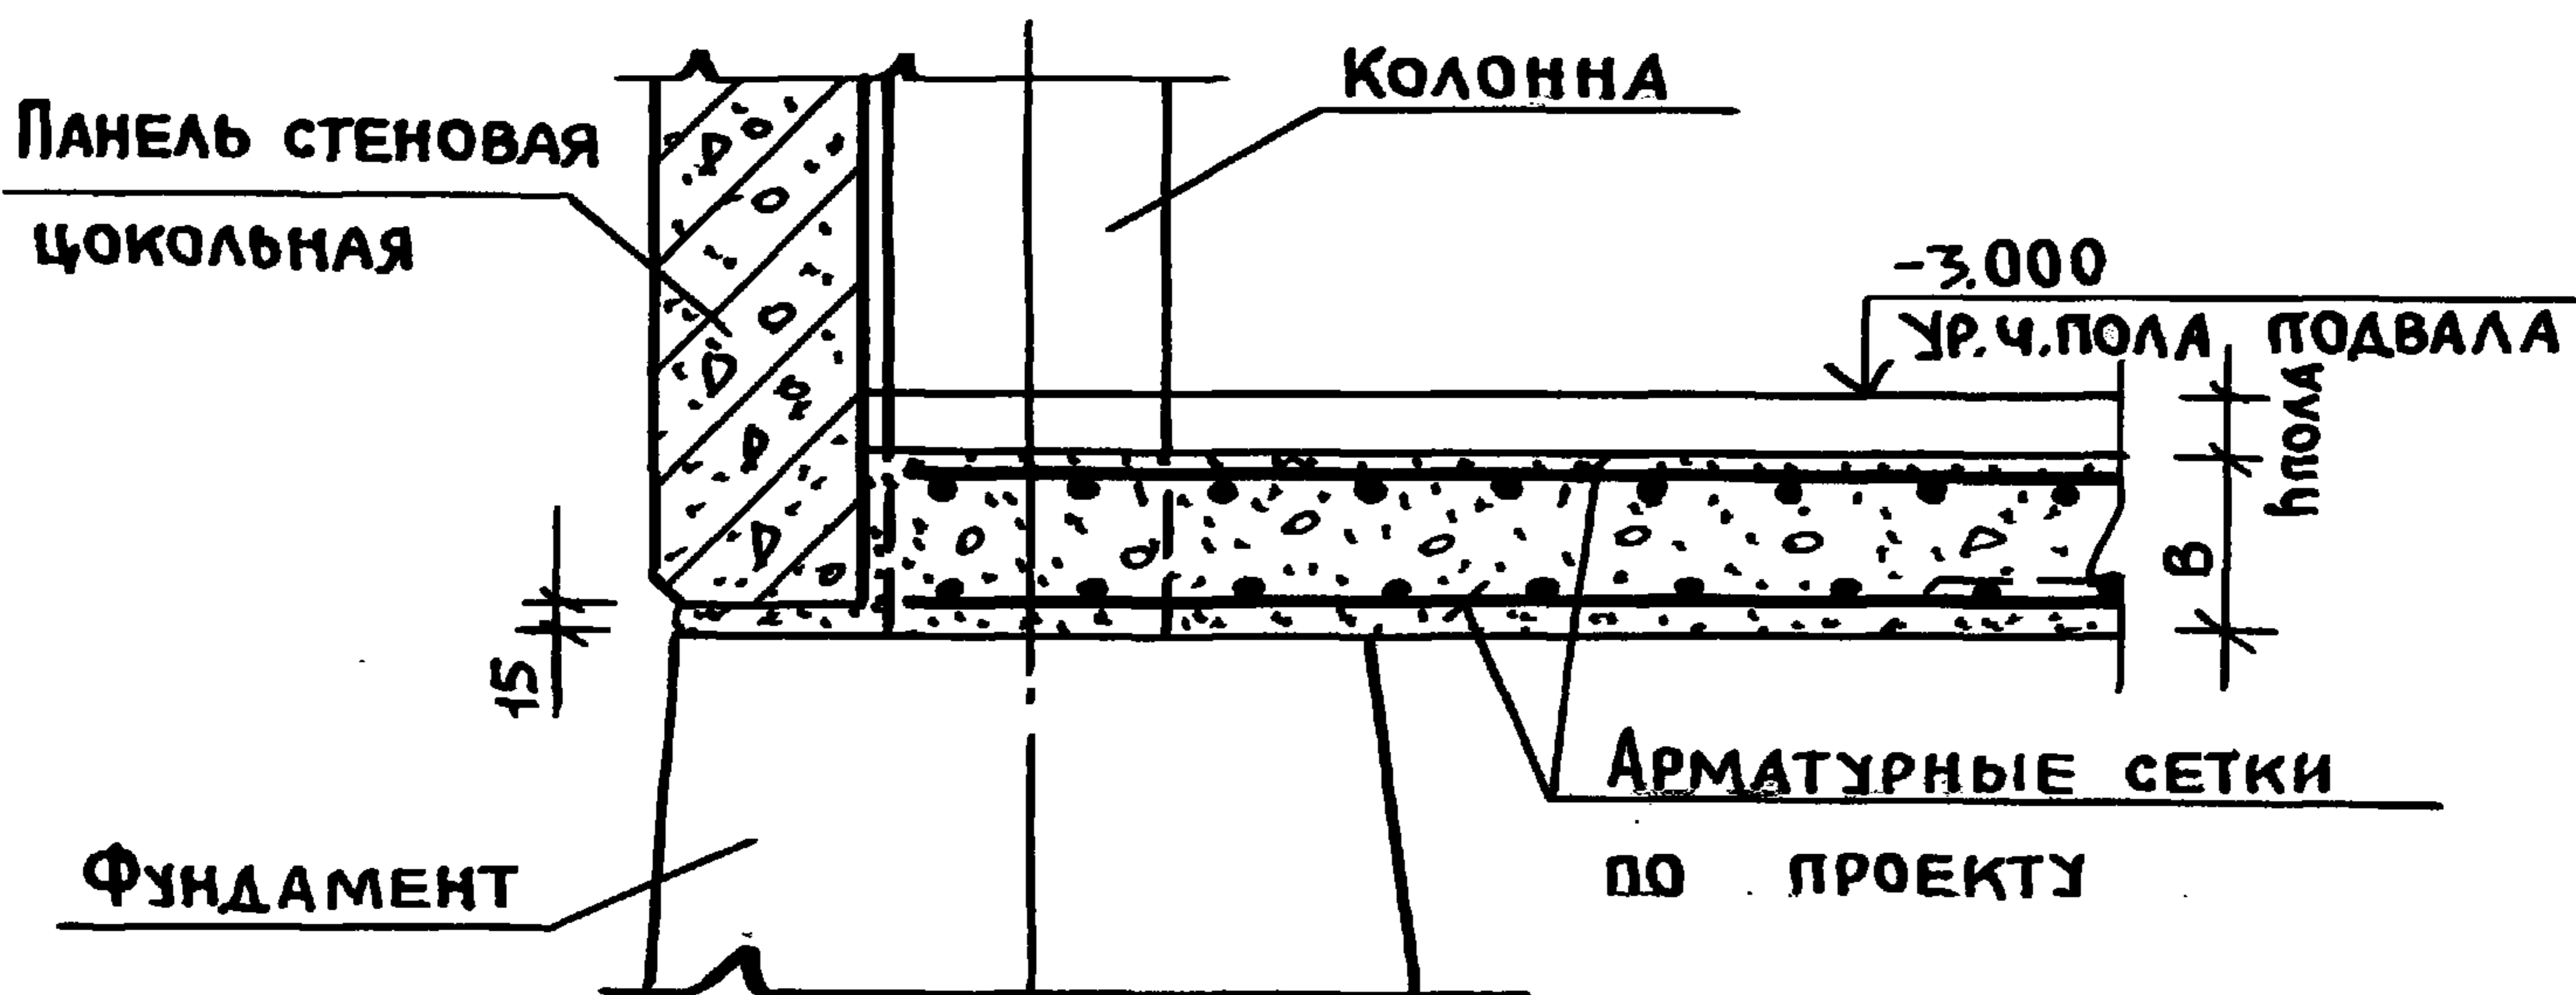 КОЛОННА
ПАНЕЛЬ СТЕНОВАЯ
ЦОКОЛЬНАЯ
-3.000
УР.Ч.ПОЛА ПОДВАЛА
hпола
В
15
АРМАТУРНЫЕ СЕТКИ
ПО ПРОЕКТУ
ФУНДАМЕНТ